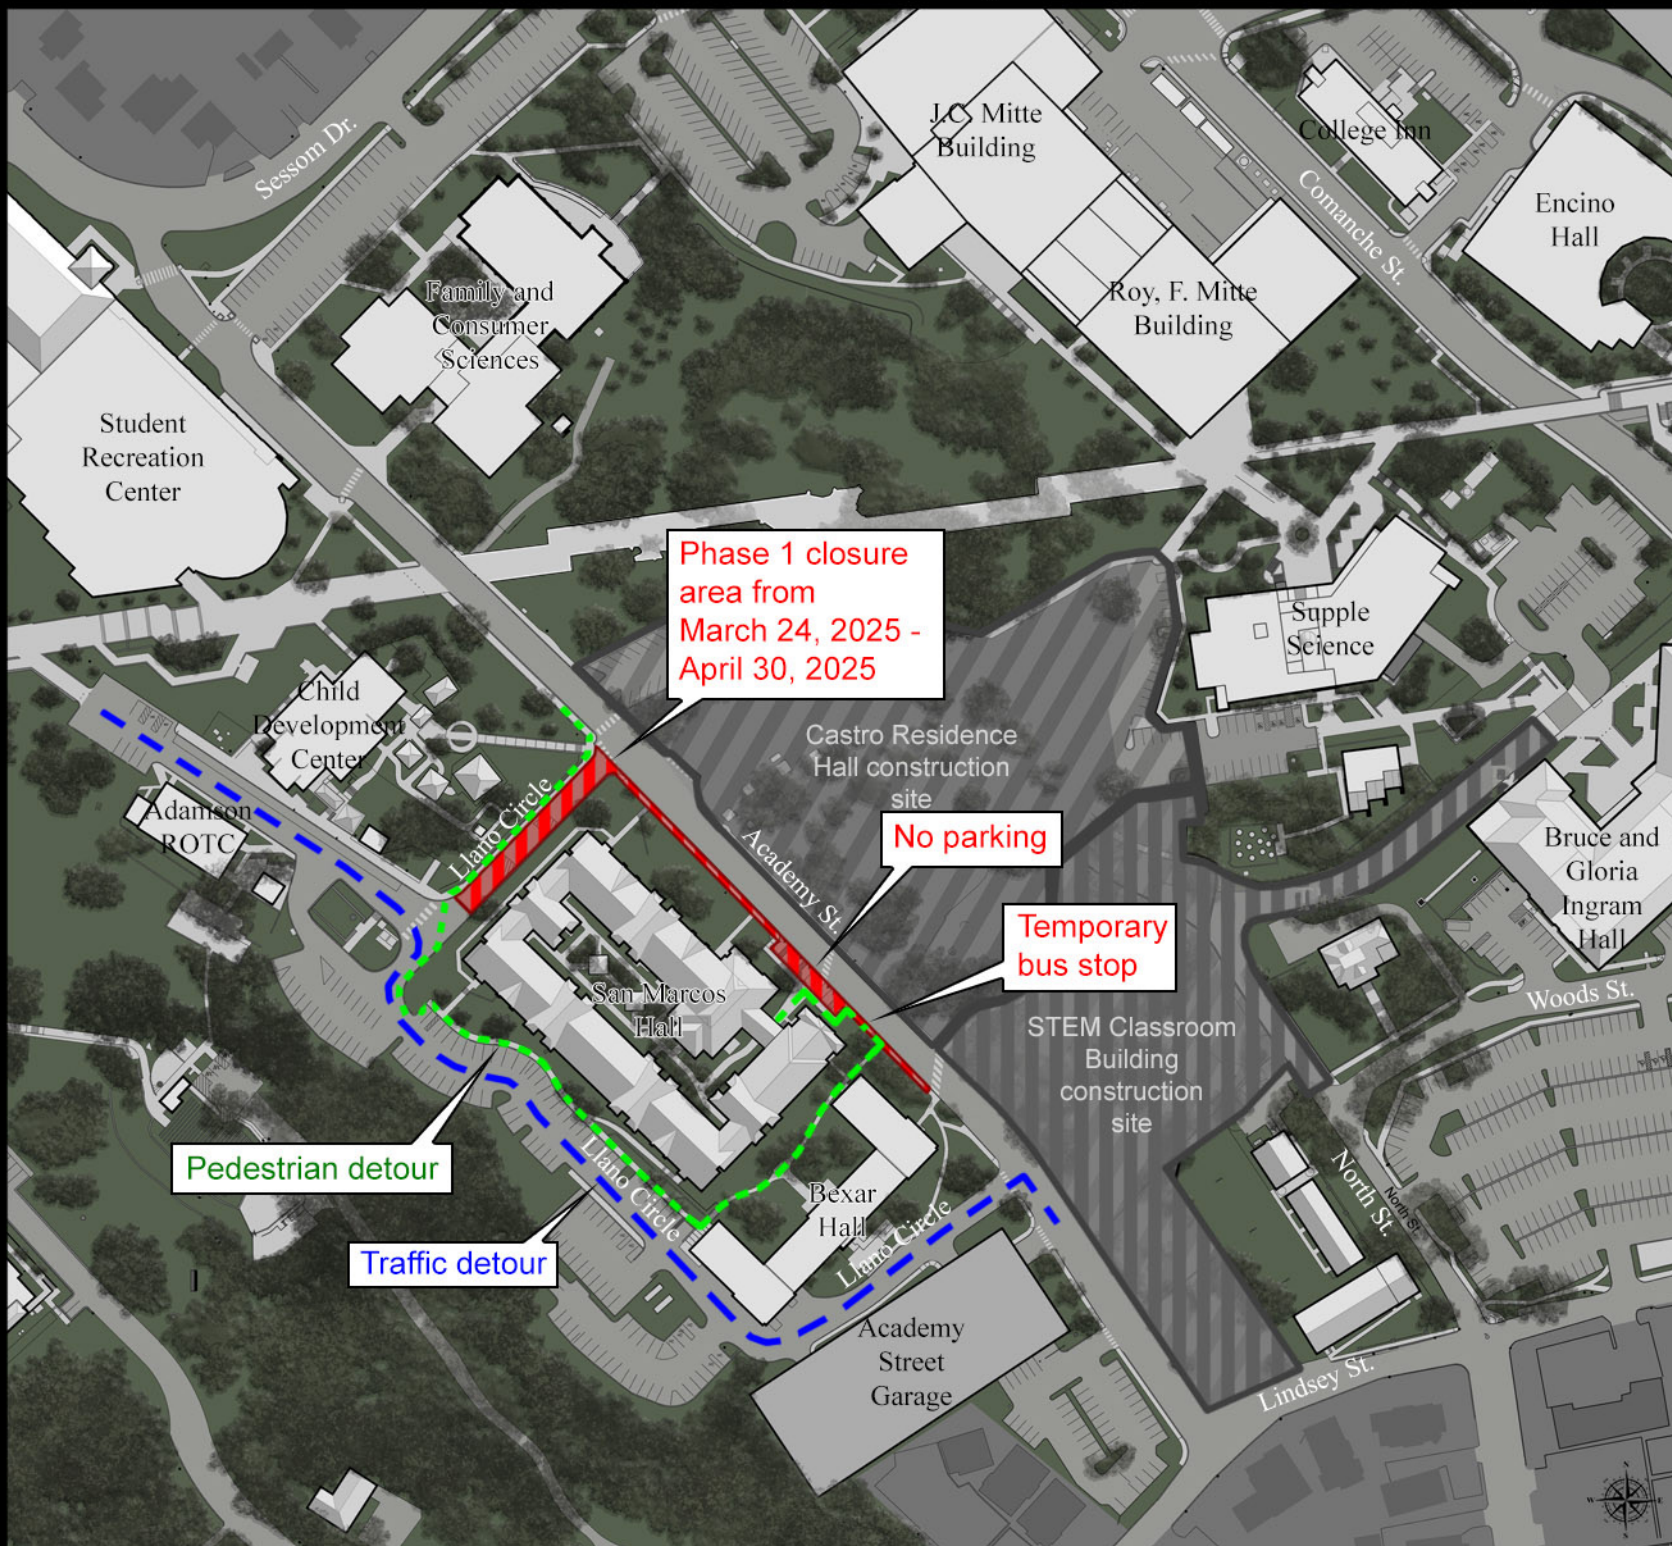 Sessom Dr.
J.C. Mitte
Building
College Inn
Comanche St.
Encino
Hall
Family and
Consumer
Sciences
Roy, F. Mitte
Building
Student
Recreation
Center
Phase 1 closure
area from
March 24, 2025 -
April 30, 2025
Supple
Science
Child
Development
Center
Castro Residence
Hall construction
site
Adamson
ROTC
Llano Circle
No parking
Academy St.
Bruce and
Gloria
Ingram
Hall
Temporary
bus stop
San Marcos
Hall
Woods St.
STEM Classroom
Building
construction
site
Pedestrian detour
Llano Circle
Bexar
Hall
North St.
North St.
Traffic detour
Llano Circle
Academy
Street
Garage
Lindsey St.
N
W
E
S